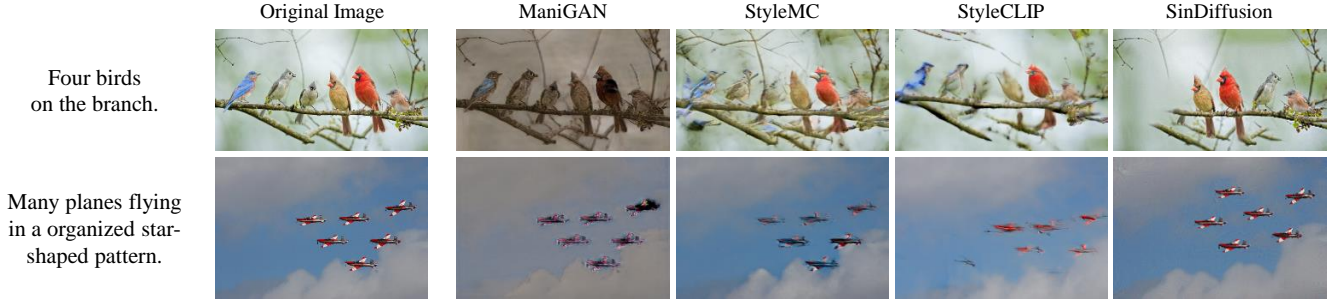 Original Image
ManiGAN
StyleMC
StyleCLIP
SinDiffusion
Four birds
on the branch.
Many planes flying
in a organized star-
shaped pattern.